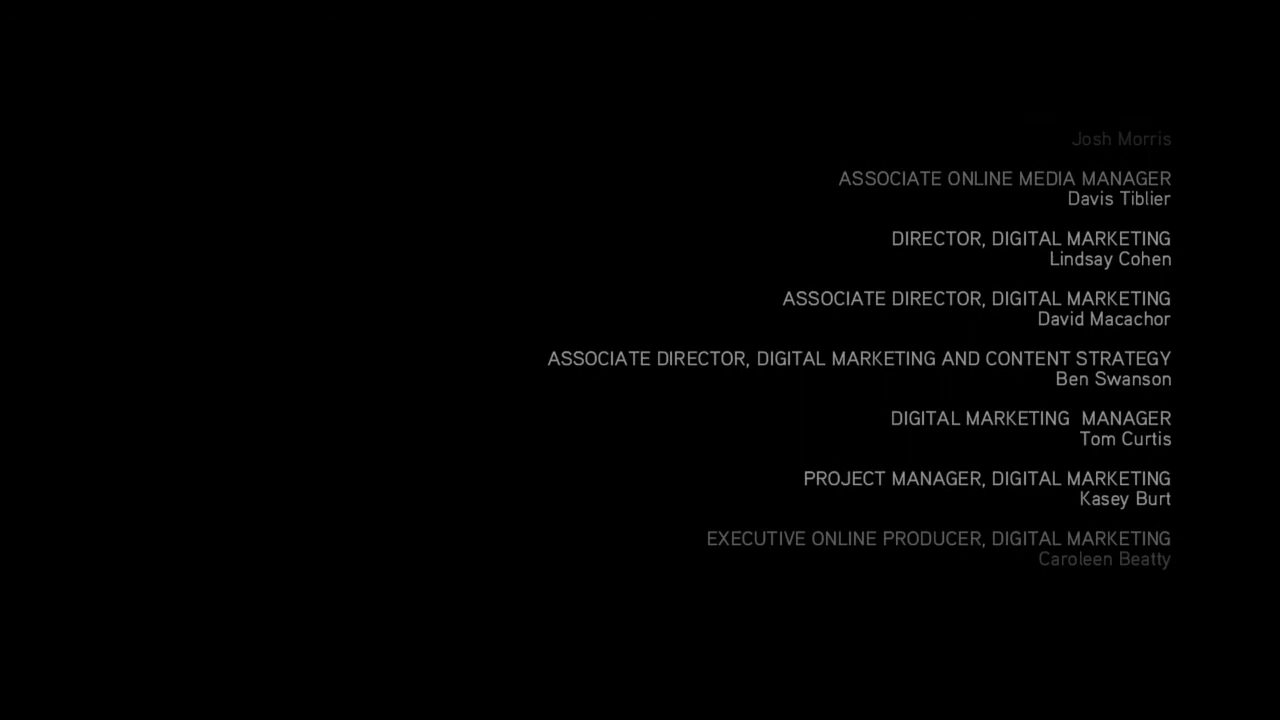 Josh Morris
ASSOCIATE ONLINE MEDIA MANAGER
Davis Tiblier
DIRECTOR, DIGITAL MARKETING
Lindsay Cohen
ASSOCIATE DIRECTOR, DIGITAL MARKETING
David Macachor
ASSOCIATE DIRECTOR, DIGITAL MARKETING AND CONTENT STRATEGY
Ben Swanson
DIGITAL MARKETING  MANAGER
Tom Curtis
PROJECT MANAGER, DIGITAL MARKETING
Kasey Burt
EXECUTIVE ONLINE PRODUCER, DIGITAL MARKETING
Caroleen Beatty